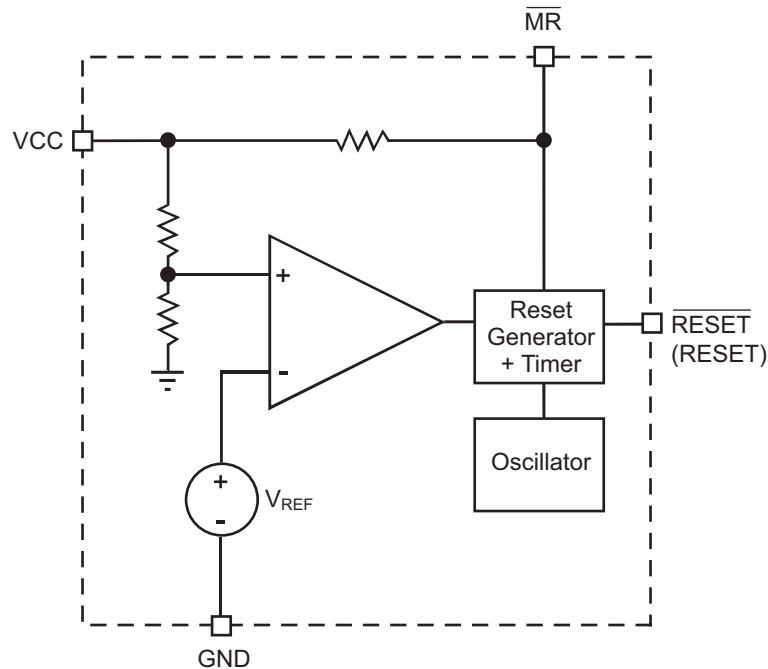 MR
VCC
+
-
Reset
Generator
+ Timer
RESET
(RESET)
Oscillator
+
-
VREF
GND